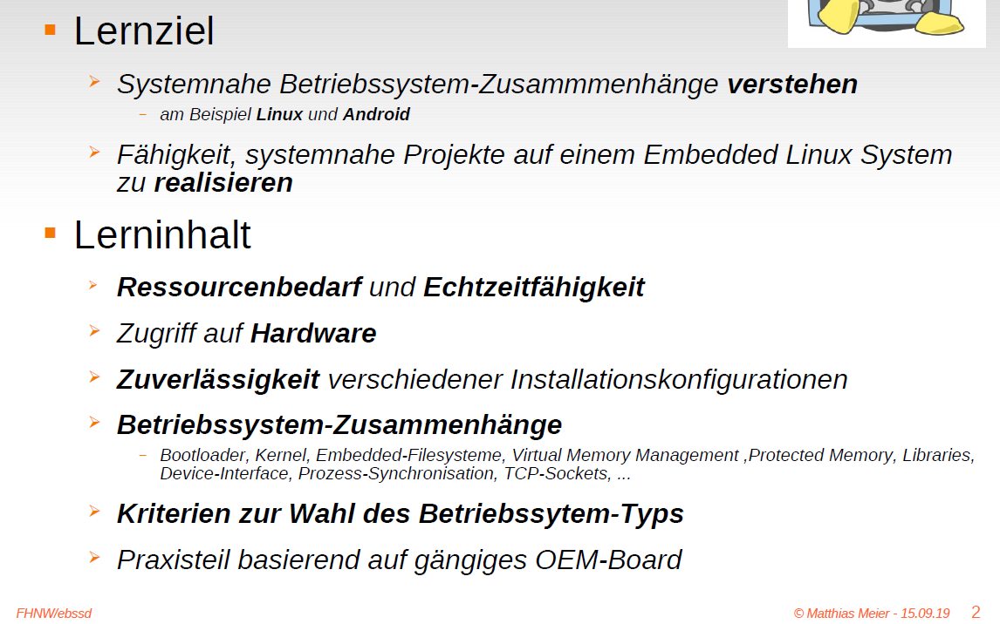 Lernziel
Systemnahe Betriebssystem-Zusammmenhänge verstehen
am Beispiel Linux und Android
Fähigkeit, systemnahe Projekte auf einem Embedded Linux System
zu realisieren
Lerninhalt
Ressourcenbedarf und Echtzeitfähigkeit
Zugriff auf Hardware
Zuverlässigkeit verschiedener Installationskonfigurationen
Betriebssystem-Zusammenhänge
Bootloader, Kernel, Embedded-Filesysteme, Virtual Memory Management ,Protected Memory, Libraries,
Device-Interface, Prozess-Synchronisation, TCP-Sockets, ...
Kriterien zur Wahl des Betriebssytem-Typs
Praxisteil basierend auf gängiges OEM-Board
FHNW/ebssd
© Matthias Meier - 15.09.19 2